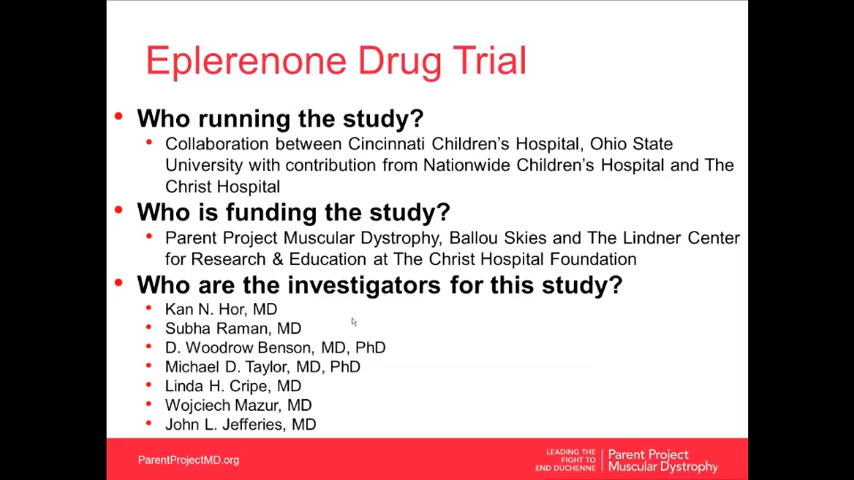 Eplerenone Drug Trial
• Who running the study?
• Collaboration between Cincinnati Children's Hospital, Ohio State
University with contribution from Nationwide Children's Hospital and The
Christ Hospital
• Who is funding the study?
• Parent Project Muscular Dystrophy, Ballou Skies and The Lindner Center
for Research & Education at The Christ Hospital Foundation
• Who are the investigators for this study?
• Kan N. Hor, MD
• Subha Raman, MD
• D. Woodrow Benson, MD, PhD
• Michael D. Taylor, MD, PhD
• Linda H. Cripe, MD
• Wojciech Mazur, MD
• John L. Jefferies, MD
ParentProjectMD.org
LEADING THE
FIGHT TO
END DUCHENNE
Parent Project
Muscular Dystrophy